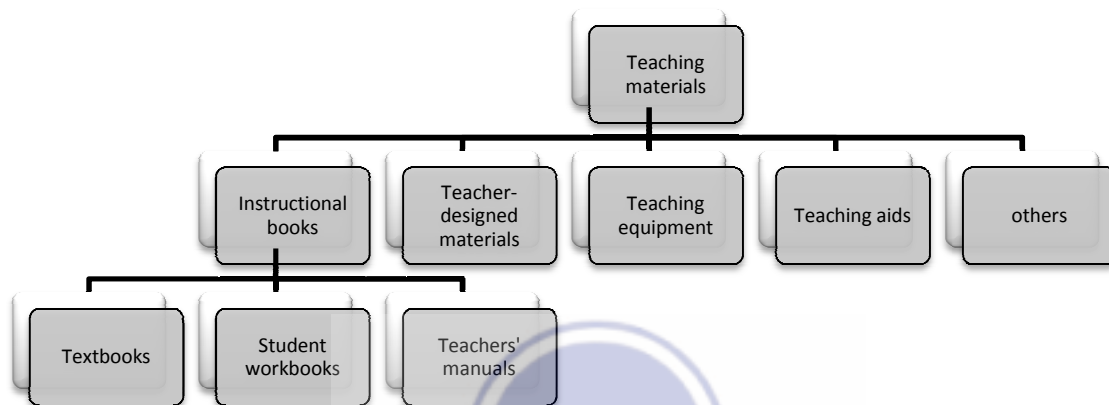 Teaching
materials
Instructional
books
Teacher-
designed
materials
Teaching
equipment
Teaching aids
others
Textbooks
Student
workbooks
Teachers'
manuals